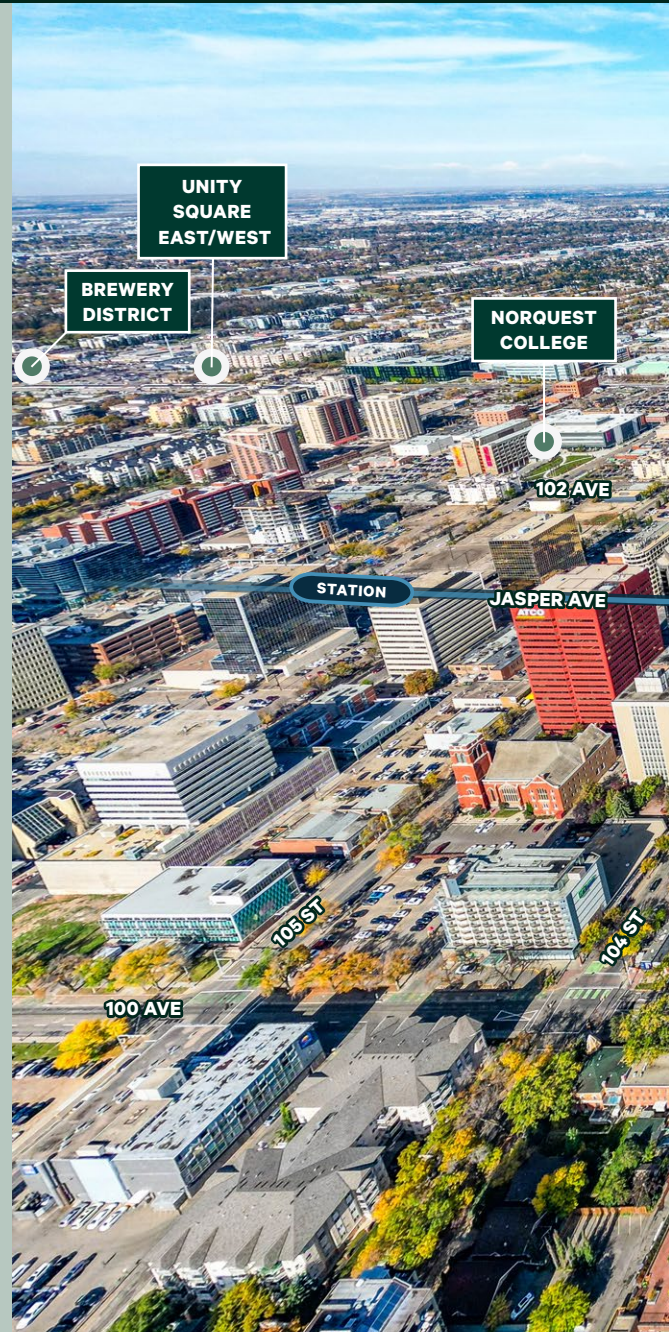 UNITY
SQUARE
EAST/WEST
BREWERY
DISTRICT
NORQUEST
COLLEGE
102 AVE
STATION
JASPER AVE
ATCO
105 ST
104 ST
100 AVE